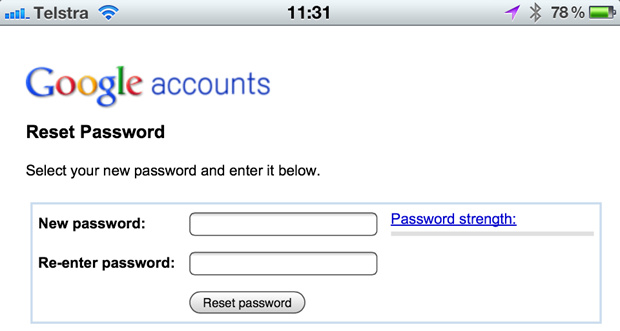 Telstra 11:31 78%
Google accounts
Reset Password
Select your new password and enter it below.
New password: Password strength:
Re-enter password:
Reset password